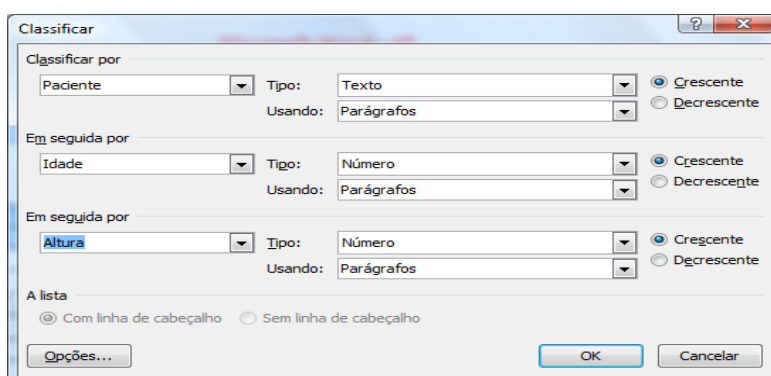 Classificar
Classificar por
Paciente Tipo: Texto Crescente
Usando: Parágrafos Decrescente
Em seguida por
Idade Tipo: Número Crescente
Usando: Parágrafos Decrescente
Em seguida por
Altura Tipo: Número Crescente
Usando: Parágrafos Decrescente
A lista
Com linha de cabeçalho Sem linha de cabeçalho
Opções... OK Cancelar